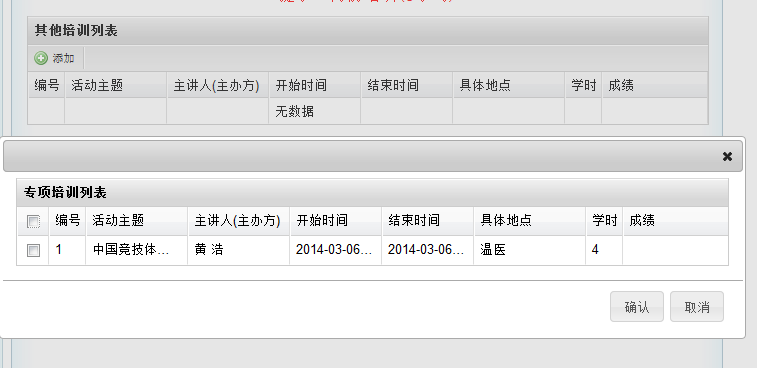 其他培训列表
添加
编号 活动主题 主讲人(主办方) 开始时间 结束时间 具体地点 学时 成绩
无数据
专项培训列表
编号 活动主题 主讲人(主办方) 开始时间 结束时间 具体地点 学时 成绩
1 中国竞技体... 黄 浩 2014-03-06... 2014-03-06... 温医 4
确认 取消